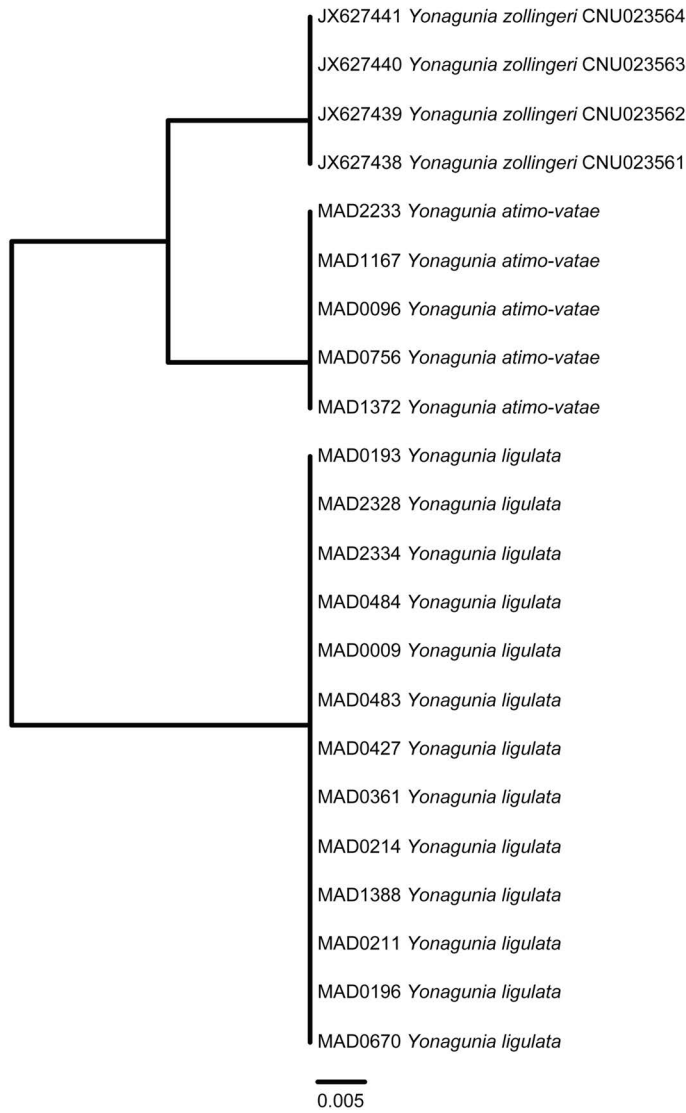 JX627441 Yonagunia zollingeri CNU023564
JX627440 Yonagunia zollingeri CNU023563
JX627439 Yonagunia zollingeri CNU023562
JX627438 Yonagunia zollingeri CNU023561
MAD2233 Yonagunia atimo-vatae
MAD1167 Yonagunia atimo-vatae
MAD0096 Yonagunia atimo-vatae
MAD0756 Yonagunia atimo-vatae
MAD1372 Yonagunia atimo-vatae
MAD0193 Yonagunia ligulata
MAD2328 Yonagunia ligulata
MAD2334 Yonagunia ligulata
MAD0484 Yonagunia ligulata
MAD0009 Yonagunia ligulata
MAD0483 Yonagunia ligulata
MAD0427 Yonagunia ligulata
MAD0361 Yonagunia ligulata
MAD0214 Yonagunia ligulata
MAD1388 Yonagunia ligulata
MAD0211 Yonagunia ligulata
MAD0196 Yonagunia ligulata
MAD0670 Yonagunia ligulata
0.005